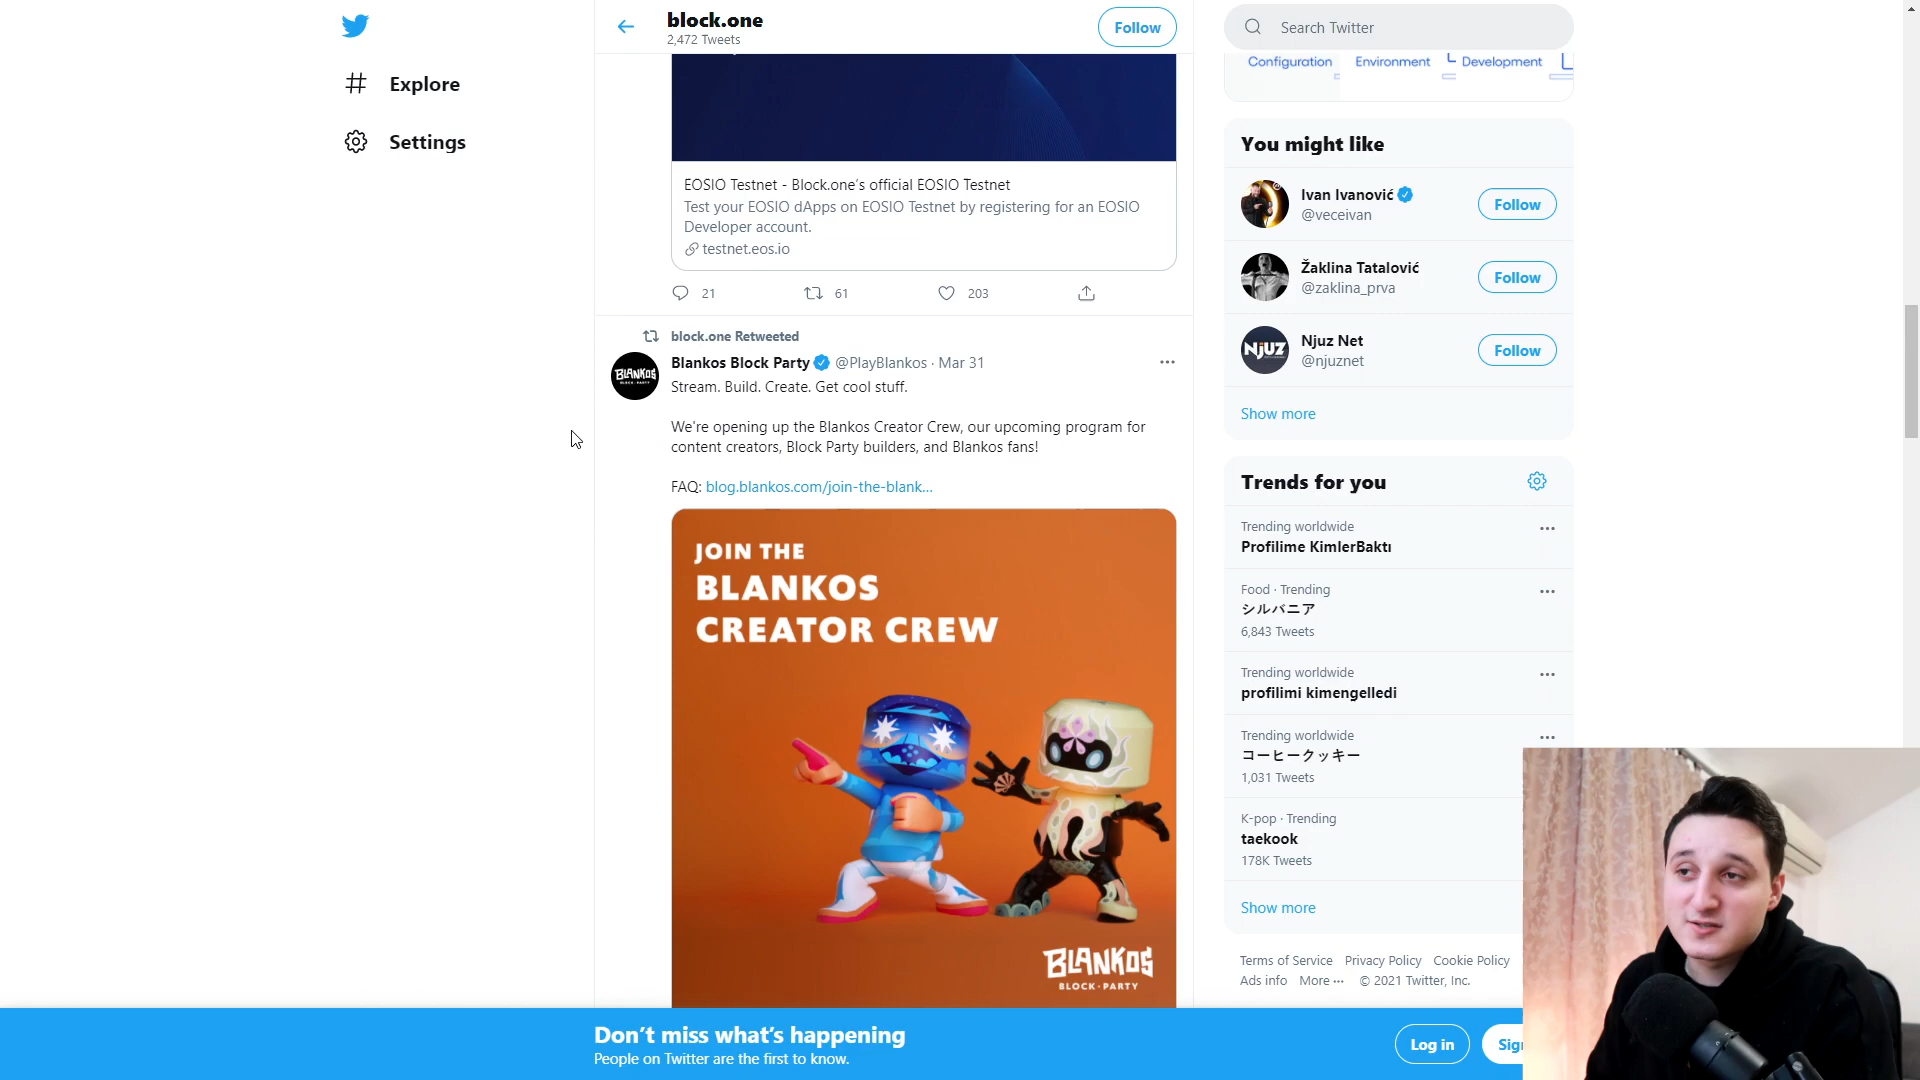 Explore
Settings
block.one
2,472 Tweets
Follow
EOSIO Testnet - Block.one's official EOSIO Testnet
Test your EOSIO dApps on EOSIO Testnet by registering for an EOSIO
Developer account.
testnet.eos.io
21
61
203
block.one Retweeted
Blankos Block Party @PlayBlankos · Mar 31
Stream. Build. Create. Get cool stuff.
We're opening up the Blankos Creator Crew, our upcoming program for
content creators, Block Party builders, and Blankos fans!
FAQ: blog.blankos.com/join-the-blank...
BLANKOS
BLOCK·PARTY
JOIN THE
BLANKOS
CREATOR CREW
BLANKOS
BLOCK·PARTY
Search Twitter
Configuration
Environment
Development
You might like
Ivan Ivanović
@veceivan
Follow
Žaklina Tatalović
@zaklina_prva
Follow
NJUZ
Njuz Net
@njuznet
Follow
Show more
Trends for you
Trending worldwide
Profilime KimlerBaktı
Food · Trending
シルバニア
6,843 Tweets
Trending worldwide
profilimi kimengelledi
Trending worldwide
コーヒークッキー
1,031 Tweets
K-pop · Trending
taekook
178K Tweets
Show more
Terms of Service Privacy Policy Cookie Policy
Ads info More ··· © 2021 Twitter, Inc.
Don't miss what's happening
People on Twitter are the first to know.
Log in